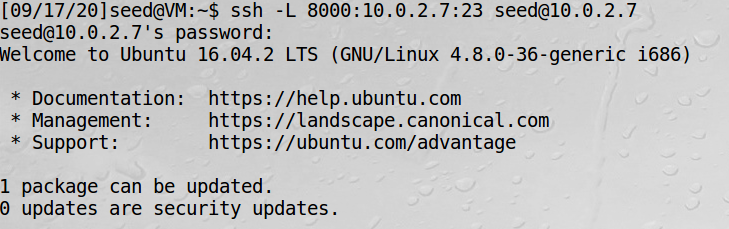 [09/17/20]seed@VM:~$ ssh -L 8000:10.0.2.7:23 seed@10.0.2.7
seed@10.0.2.7's password:
Welcome to Ubuntu 16.04.2 LTS (GNU/Linux 4.8.0-36-generic i686)
* Documentation:  https://help.ubuntu.com
* Management:     https://landscape.canonical.com
* Support:        https://ubuntu.com/advantage
1 package can be updated.
0 updates are security updates.